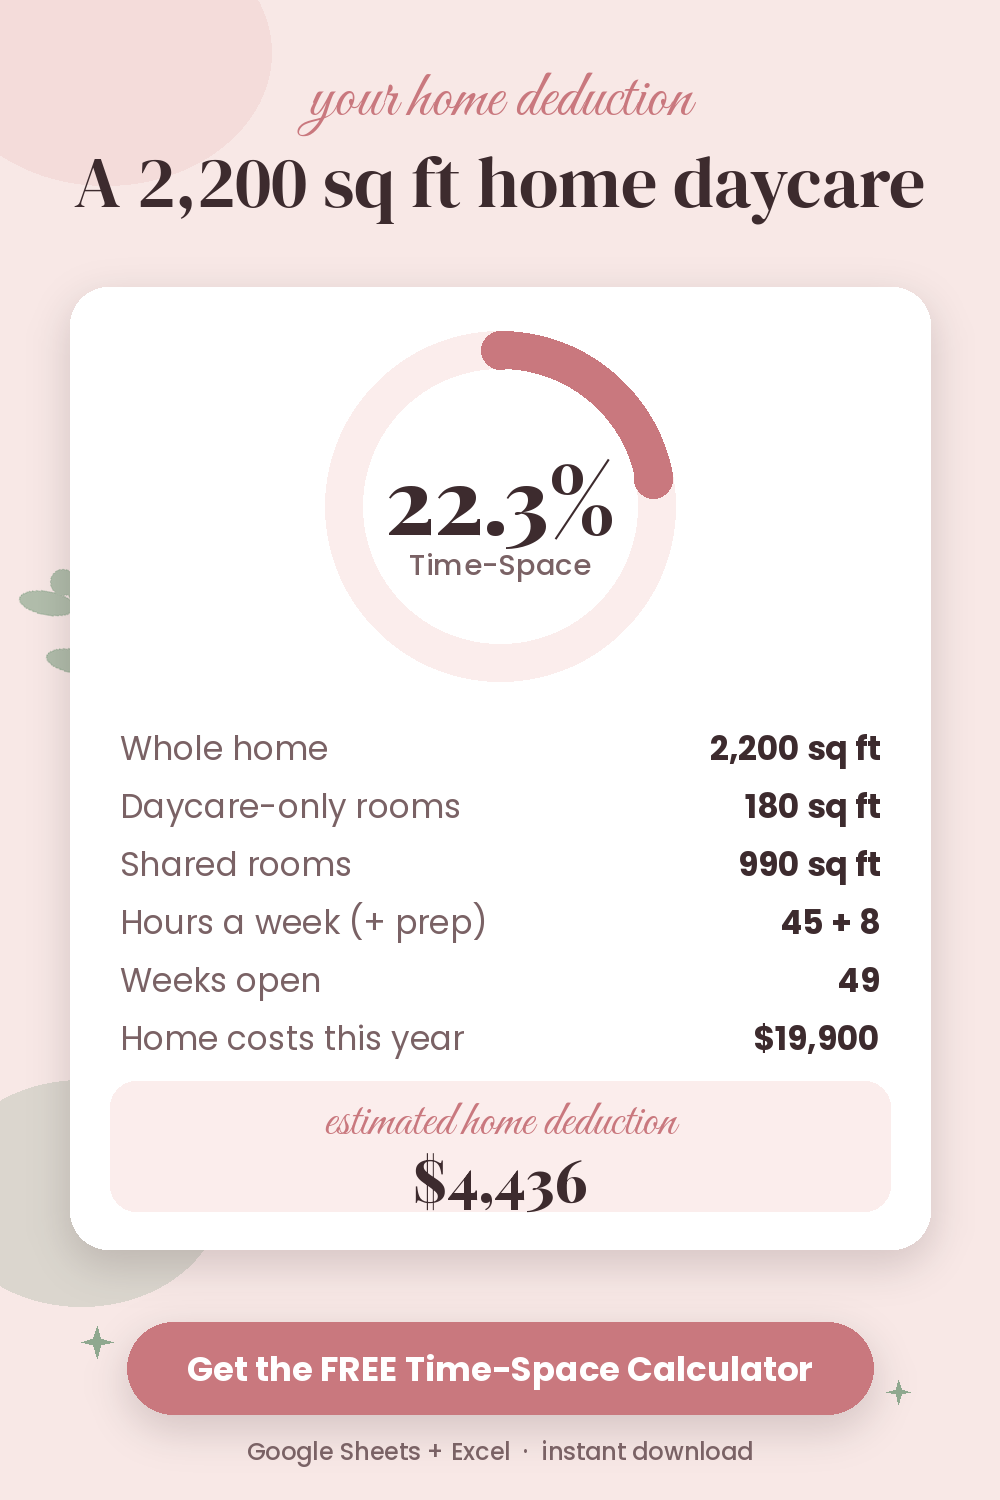 your home deduction
A 2,200 sq ft home daycare
22.3%
Time-Space
Whole home 2,200 sq ft
Daycare-only rooms 180 sq ft
Shared rooms 990 sq ft
Hours a week (+ prep) 45 + 8
Weeks open 49
Home costs this year $19,900
estimated home deduction
$4,436
Get the FREE Time-Space Calculator
Google Sheets + Excel · instant download